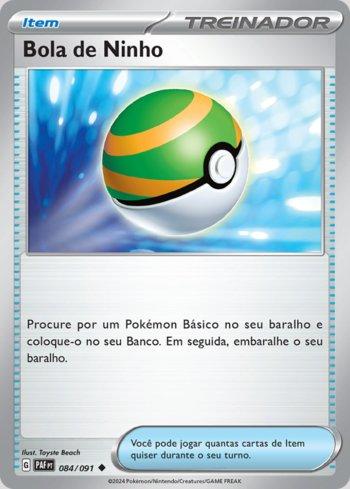 Item
TREINADOR
Bola de Ninho
Procure por um Pokémon Básico no seu baralho e
coloque-o no seu Banco. Em seguida, embaralhe o seu
baralho.
Ilust. Toyste Beach
Você pode jogar quantas cartas de Item
quiser durante o seu turno.
G PAF PT 084/091
©2024 Pokémon/Nintendo/Creatures/GAME FREAK